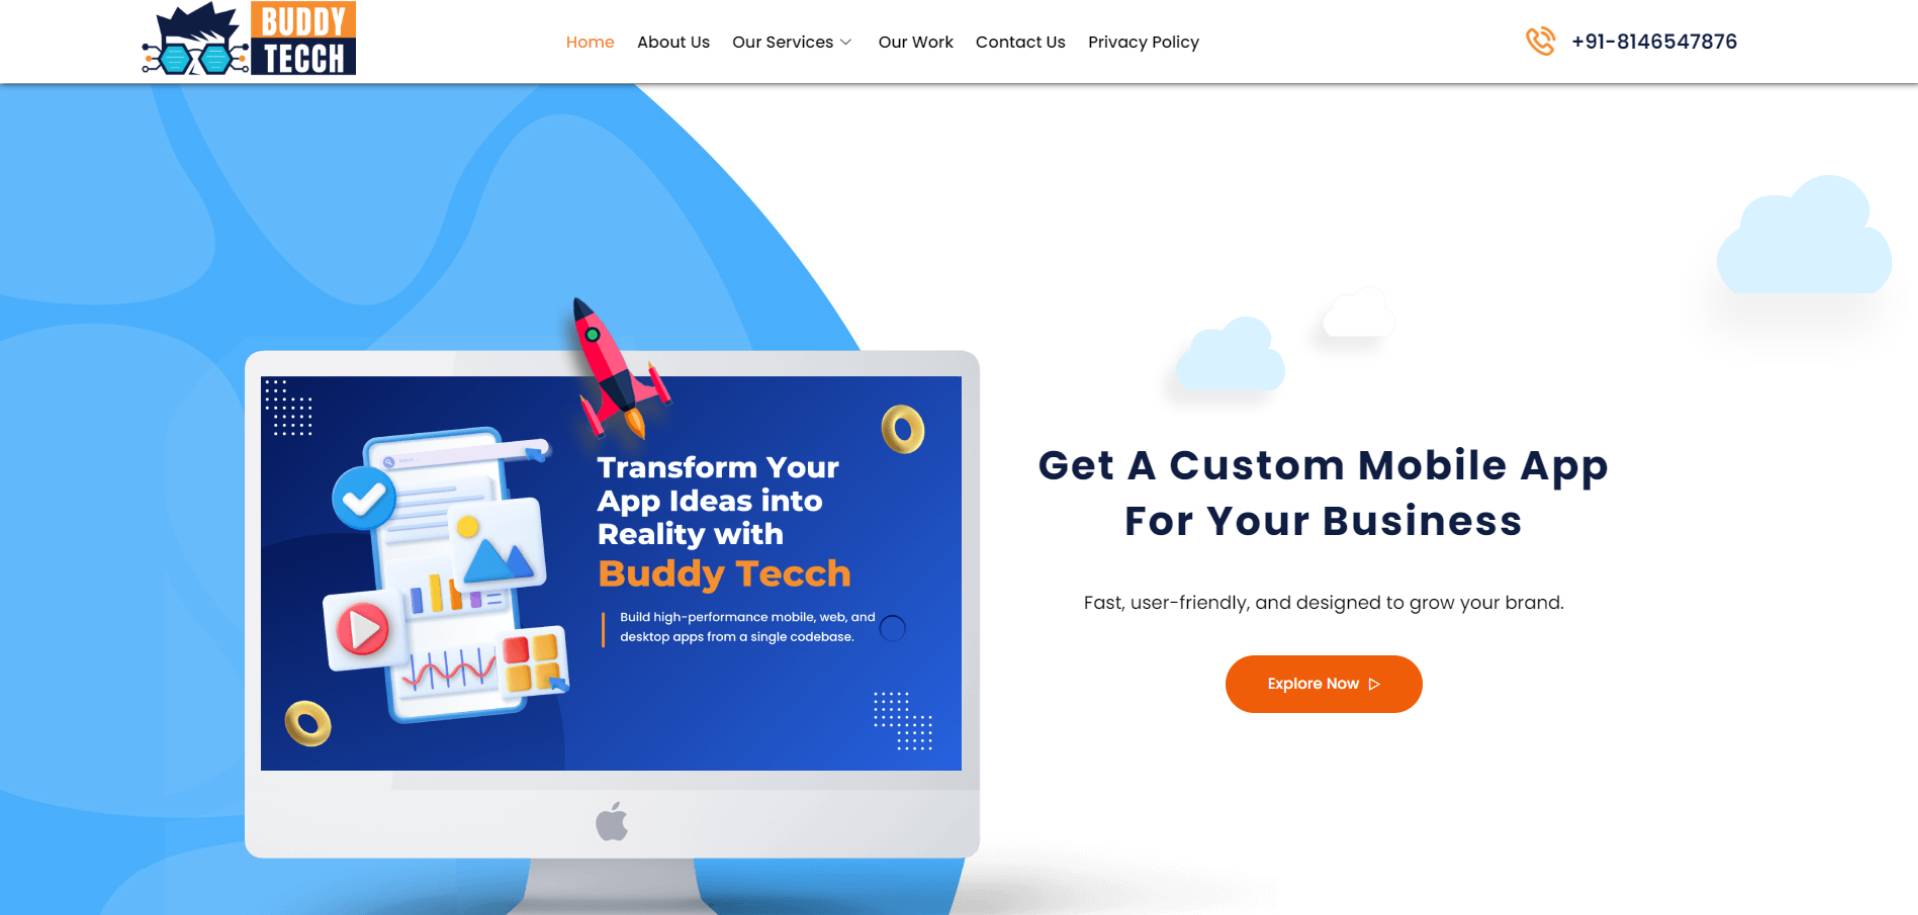 BUDDY
TECCH
Home About Us Our Services Our Work Contact Us Privacy Policy
+91-8146547876
Transform Your
App Ideas into
Reality with
Buddy Tecch
Build high-performance mobile, web, and
desktop apps from a single codebase.
Get A Custom Mobile App
For Your Business
Fast, user-friendly, and designed to grow your brand.
Explore Now